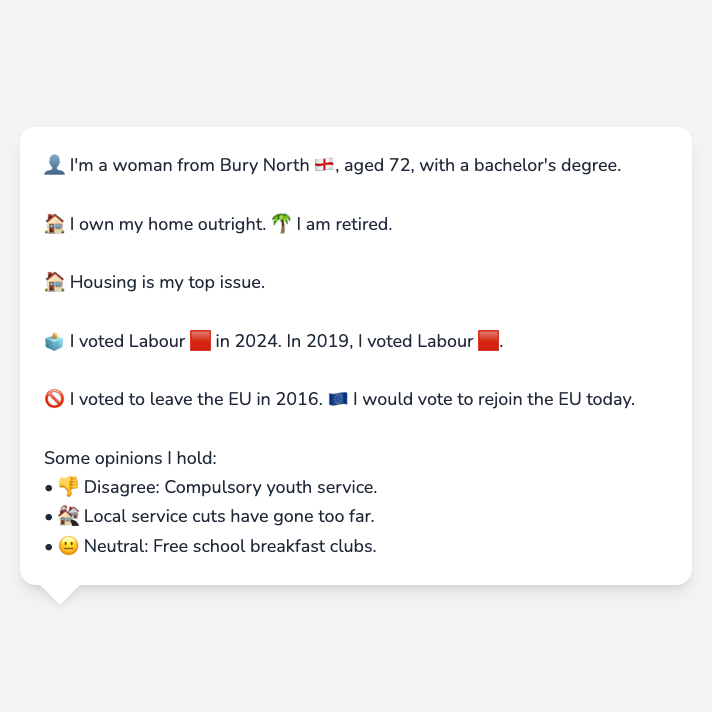 👤 I'm a woman from Bury North 🏴󠁧󠁢󠁥󠁮󠁧󠁿, aged 72, with a bachelor's degree.
🏠 I own my home outright. 🌴 I am retired.
🏠 Housing is my top issue.
🗳️ I voted Labour 🟥 in 2024. In 2019, I voted Labour 🟥.
🚫 I voted to leave the EU in 2016. 🇪🇺 I would vote to rejoin the EU today.
Some opinions I hold:
• 👎 Disagree: Compulsory youth service.
• 🏚️ Local service cuts have gone too far.
• 😐 Neutral: Free school breakfast clubs.